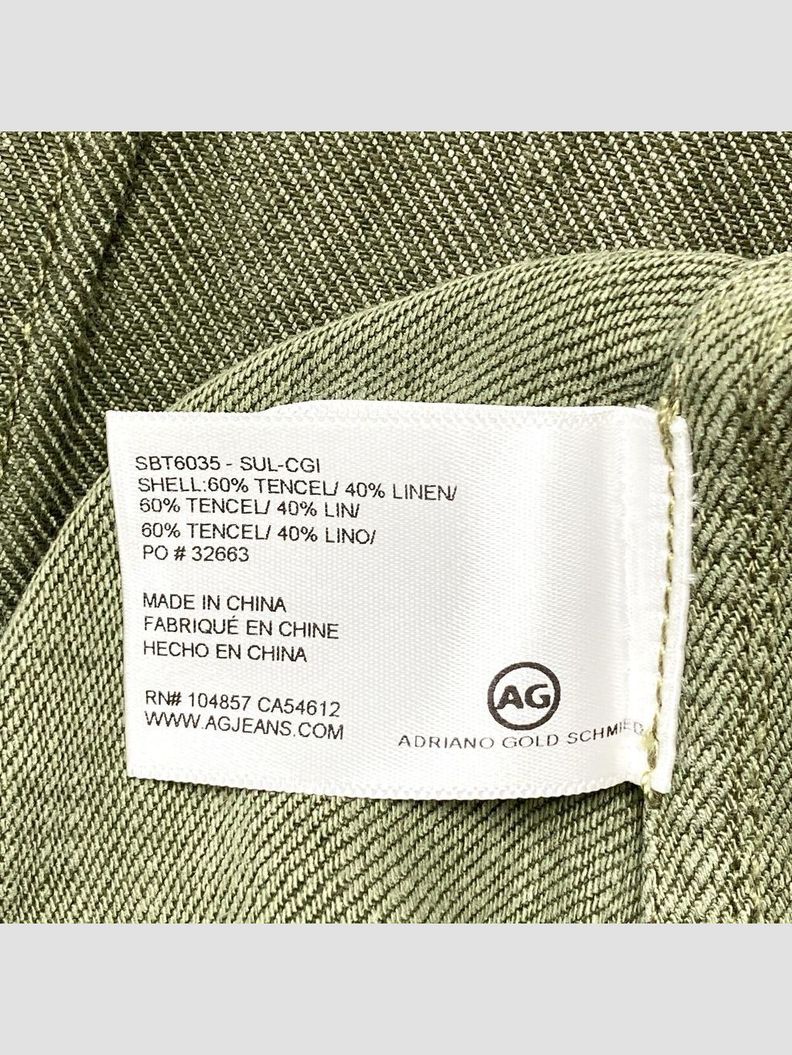 SBT6035 - SUL-CGI
SHELL:60% TENCEL/ 40% LINEN/
60% TENCEL/ 40% LIN/
60% TENCEL/ 40% LINO/
PO # 32663
MADE IN CHINA
FABRIQUÉ EN CHINE
HECHO EN CHINA
RN# 104857 CA54612
WWW.AGJEANS.COM
AG
ADRIANO GOLD SCHMIED